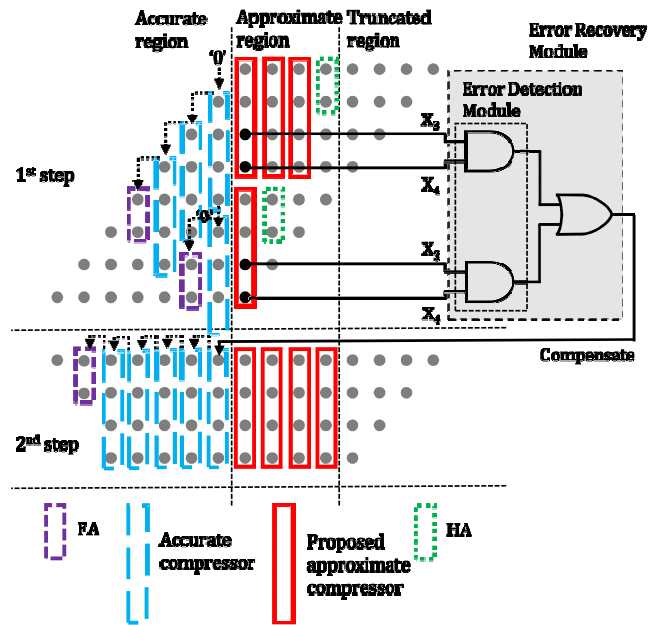 Accurate region
Approximate region
Truncated region
Error Recovery Module
Error Detection Module
'0'
X3
X4
1st step
'0'
X3
X4
Compensate
2nd step
FA
Accurate compressor
Proposed approximate compressor
HA